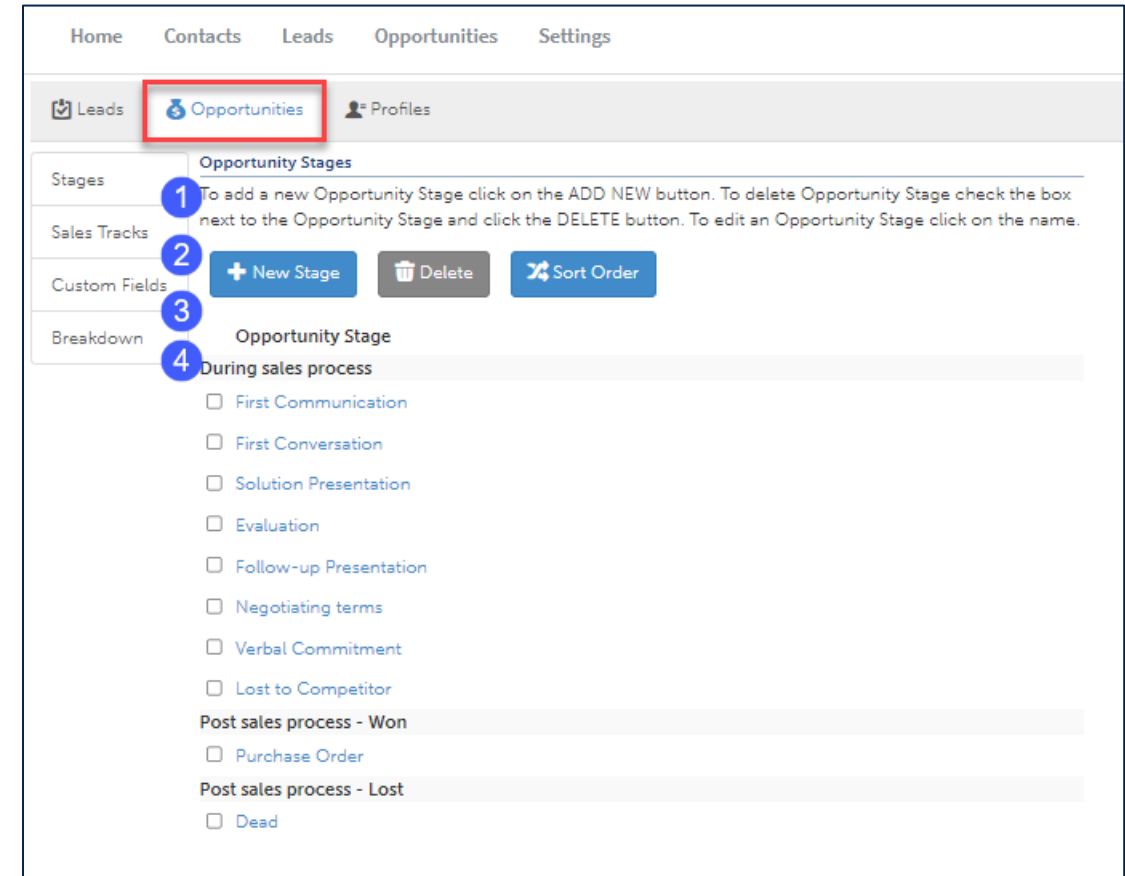 Home Contacts Leads Opportunities Settings
Leads Opportunities Profiles
Stages
1
Sales Tracks
2
Custom Fields
3
Breakdown
4
Opportunity Stages
To add a new Opportunity Stage click on the ADD NEW button. To delete Opportunity Stage check the box
next to the Opportunity Stage and click the DELETE button. To edit an Opportunity Stage click on the name.
New Stage Delete Sort Order
Opportunity Stage
During sales process
First Communication
First Conversation
Solution Presentation
Evaluation
Follow-up Presentation
Negotiating terms
Verbal Commitment
Lost to Competitor
Post sales process - Won
Purchase Order
Post sales process - Lost
Dead